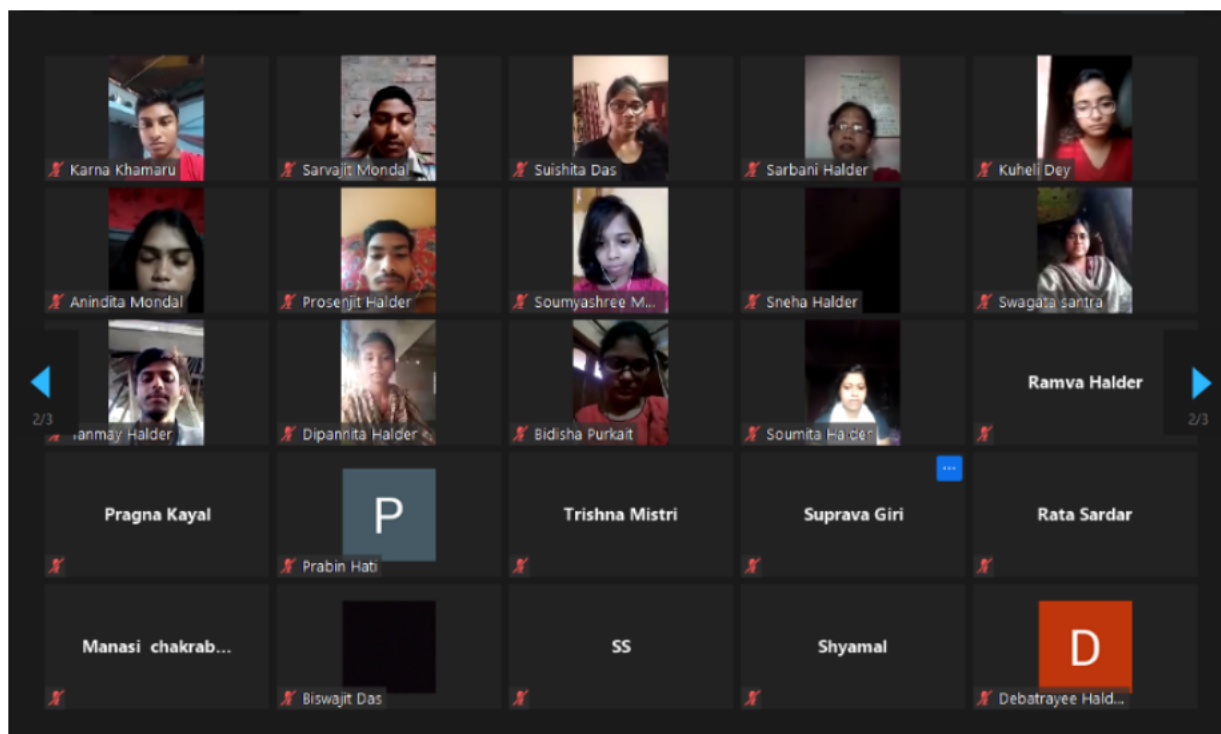 Karna Khamaru
Sarvajit Mondal
Suishita Das
Sarbani Halder
Kuheli Dey
Anindita Mondal
Prosenjit Halder
Soumyashree M...
Sneha Halder
Swagata santra
Tanmay Halder
Dipannita Halder
Bidisha Purkait
Soumita Halder
Ramva Halder
2/3
2/3
Pragna Kayal
P
Prabin Hati
Trishna Mistri
Suprava Giri
Rata Sardar
Manasi chakrab...
Biswajit Das
SS
Shyamal
D
Debatrayee Hald...